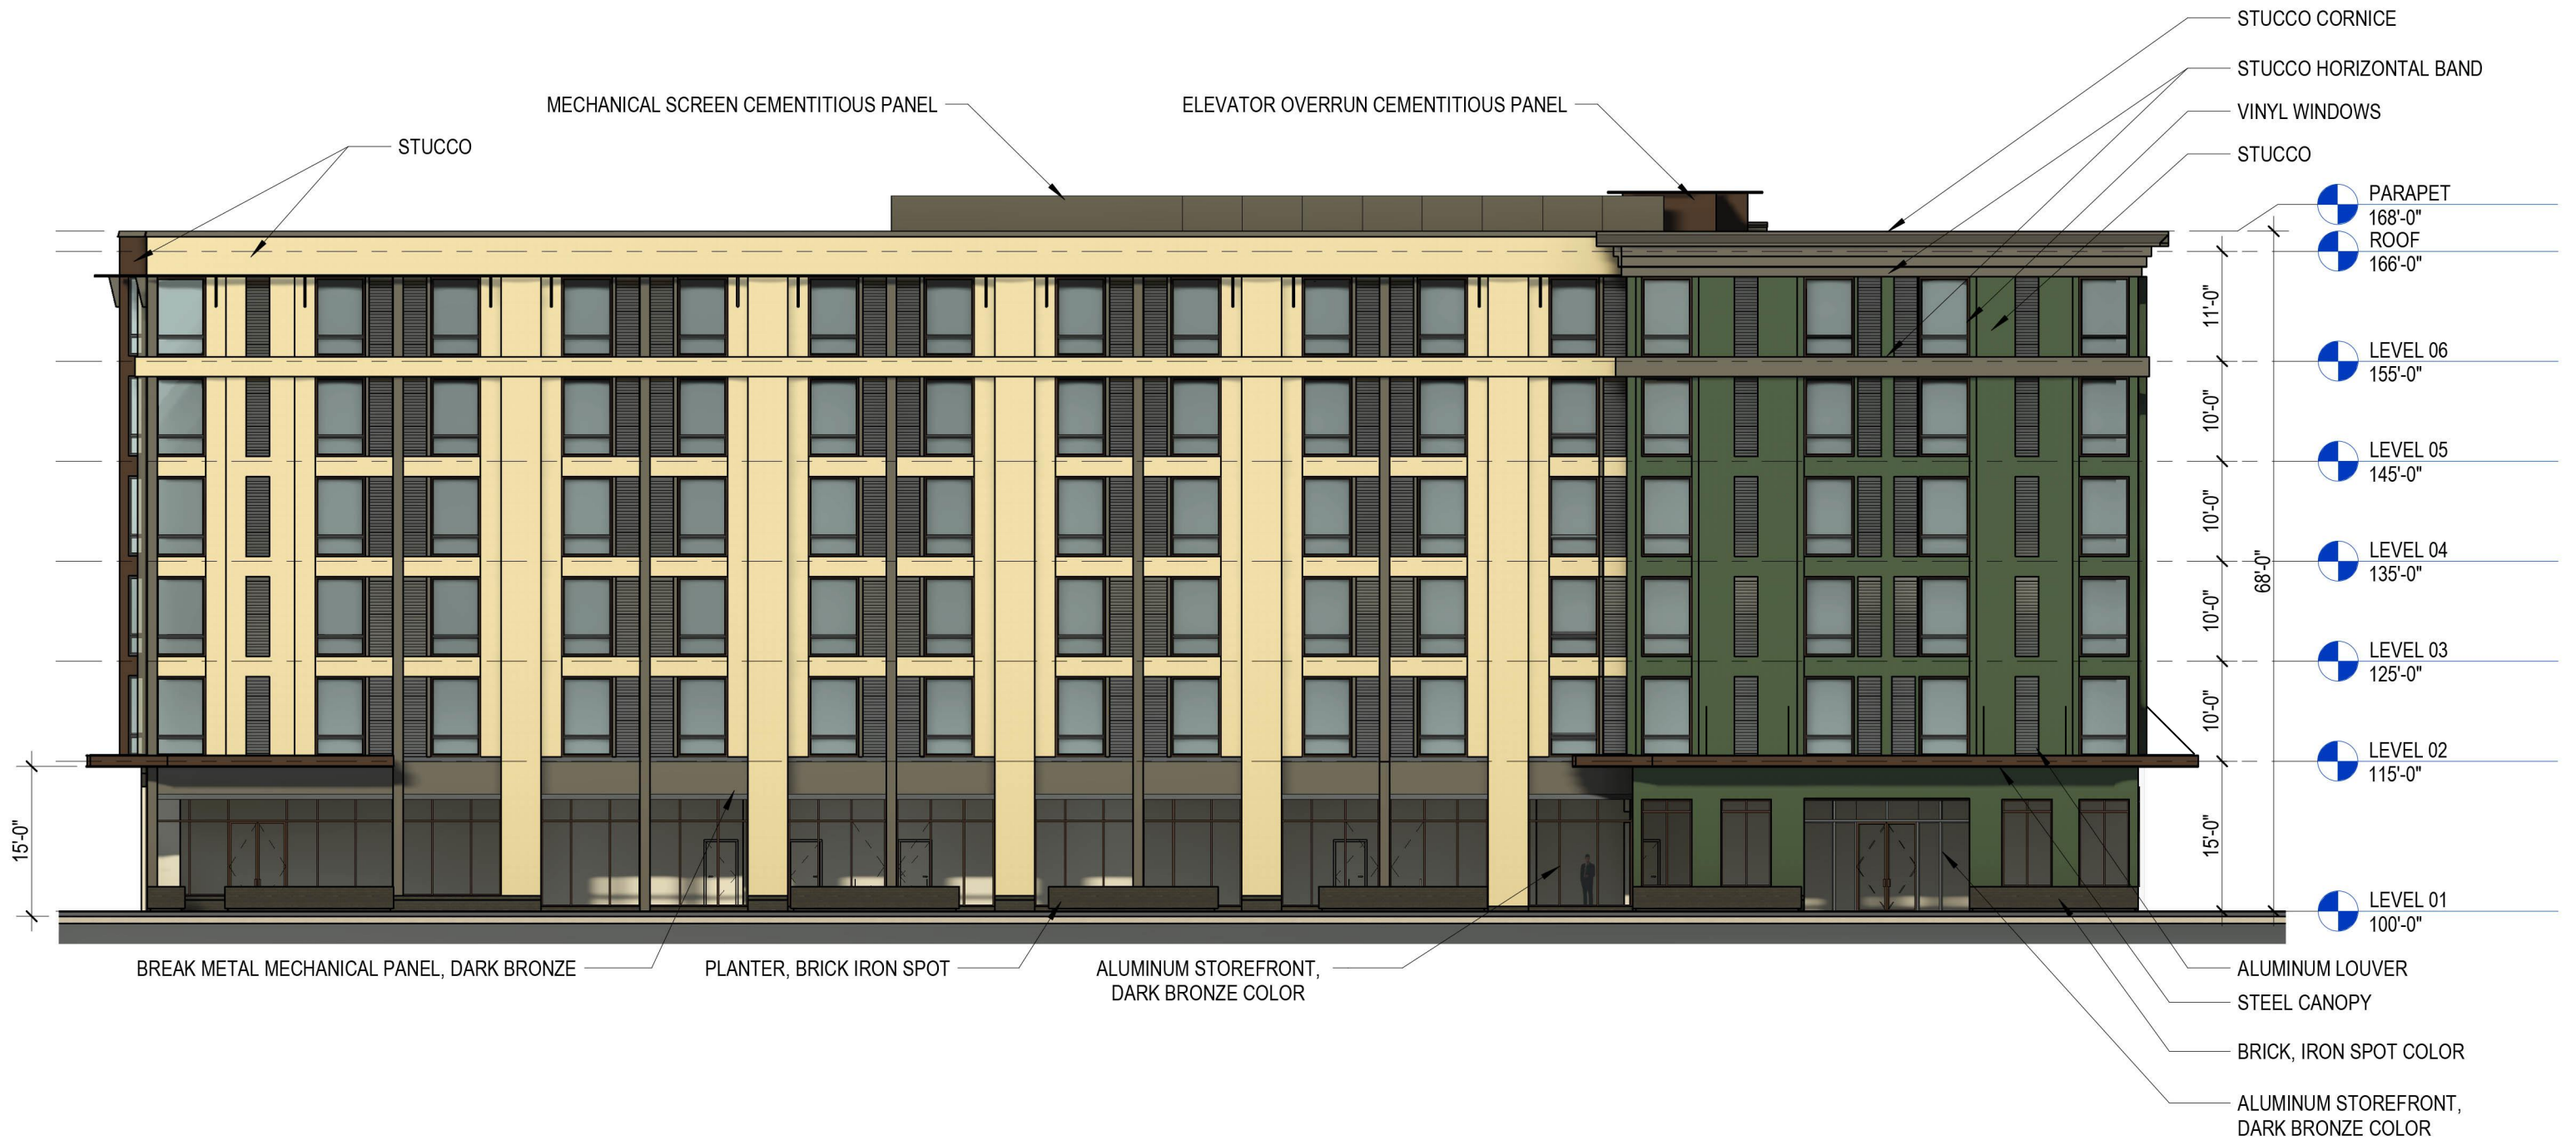 STUCCO CORNICE
STUCCO HORIZONTAL BAND
MECHANICAL SCREEN CEMENTITIOUS PANEL
ELEVATOR OVERRUN CEMENTITIOUS PANEL
VINYL WINDOWS
STUCCO
STUCCO
PARAPET
168'-0"
ROOF
166'-0"
11'-0"
LEVEL 06
155'-0"
10'-0"
LEVEL 05
145'-0"
10'-0"
LEVEL 04
135'-0"
68'-0"
10'-0"
LEVEL 03
125'-0"
10'-0"
LEVEL 02
115'-0"
15'-0"
15'-0"
LEVEL 01
100'-0"
BREAK METAL MECHANICAL PANEL, DARK BRONZE
PLANTER, BRICK IRON SPOT
ALUMINUM STOREFRONT,
DARK BRONZE COLOR
ALUMINUM LOUVER
STEEL CANOPY
BRICK, IRON SPOT COLOR
ALUMINUM STOREFRONT,
DARK BRONZE COLOR